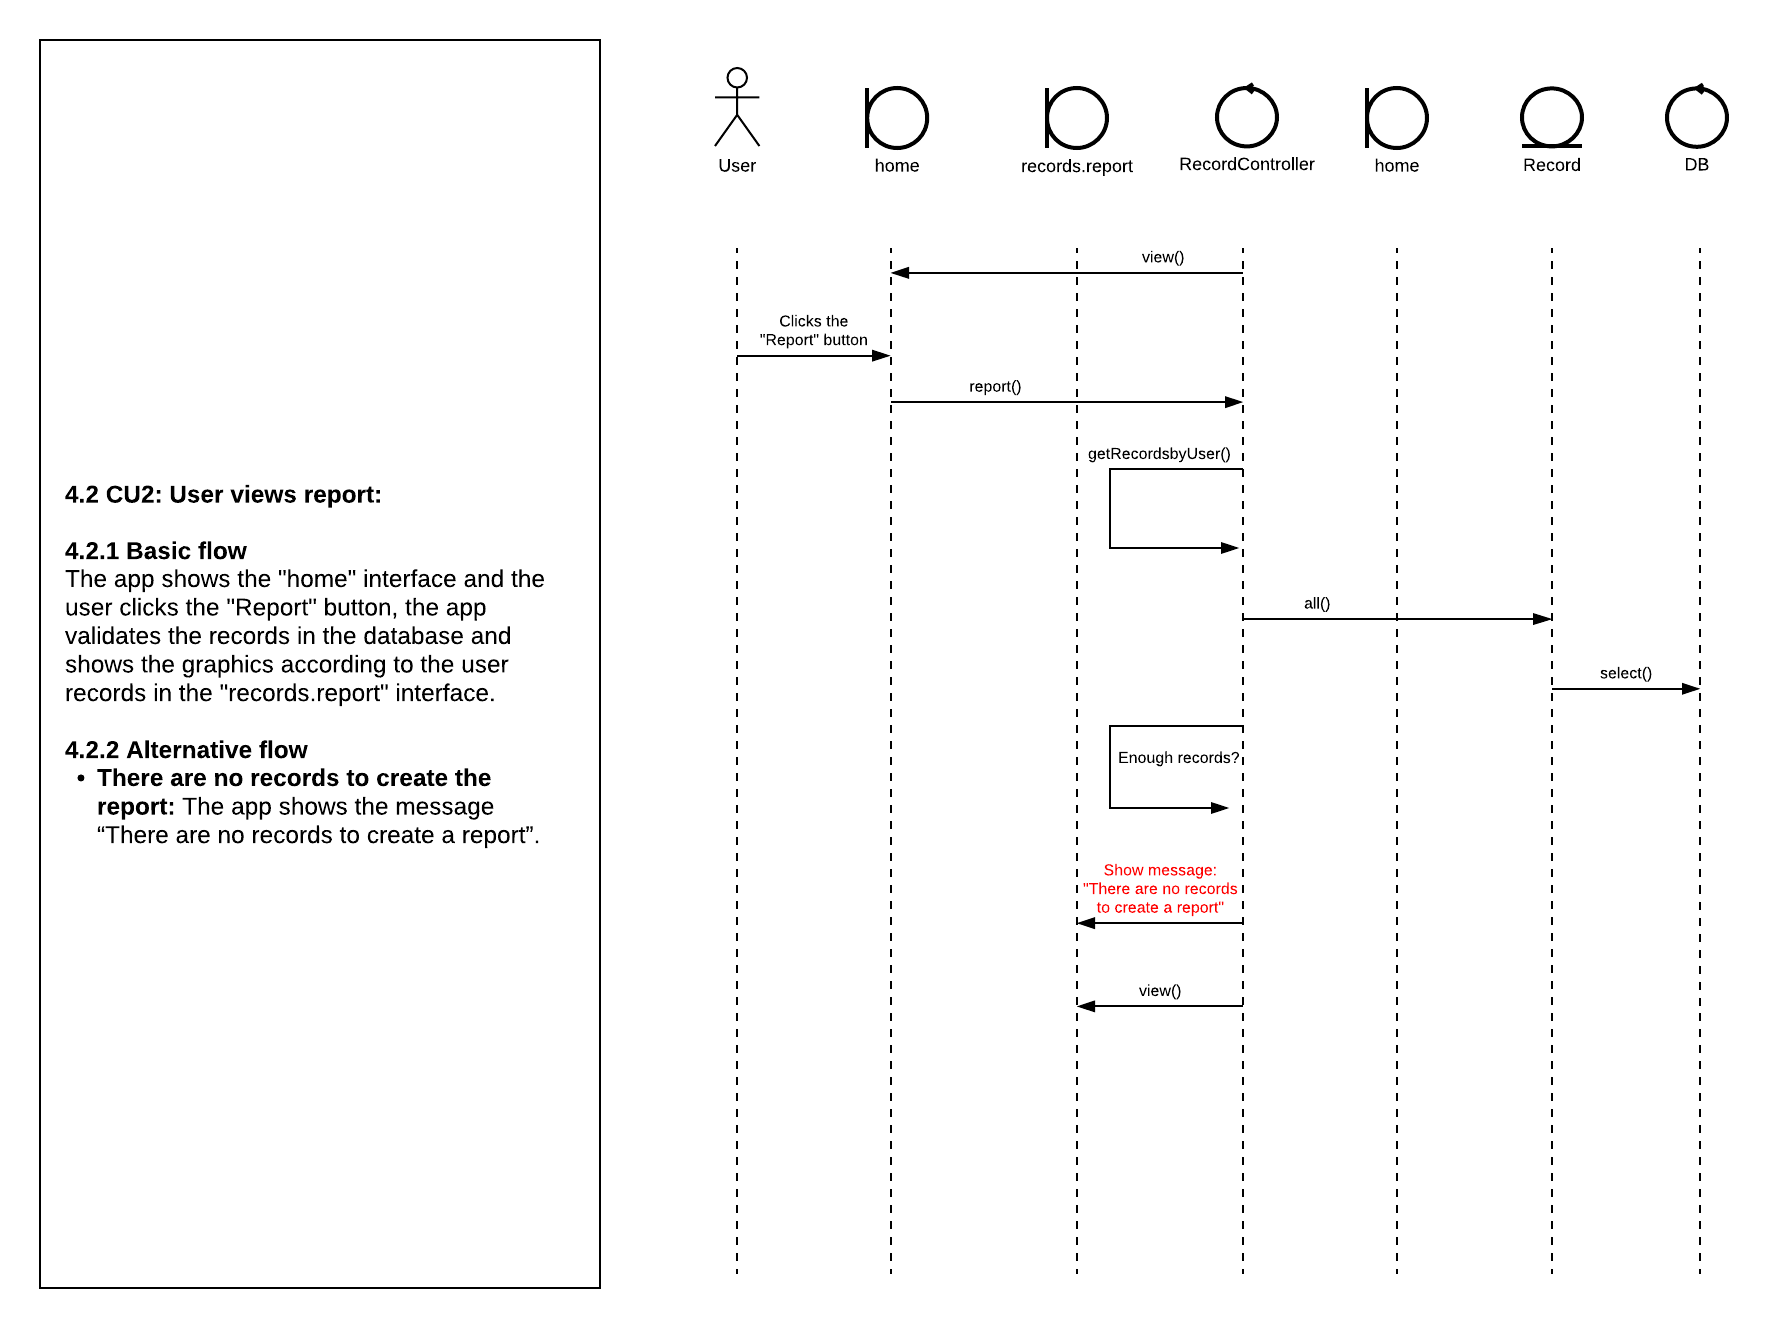 4.2 CU2: User views report:
4.2.1 Basic flow
The app shows the "home" interface and the
user clicks the "Report" button, the app
validates the records in the database and
shows the graphics according to the user
records in the "records.report" interface.
4.2.2 Alternative flow
• There are no records to create the
report: The app shows the message
“There are no records to create a report”.
User
home
records.report
RecordController
home
Record
DB
view()
Clicks the
"Report" button
report()
getRecordsbyUser()
all()
select()
Enough records?
Show message:
"There are no records
to create a report"
view()